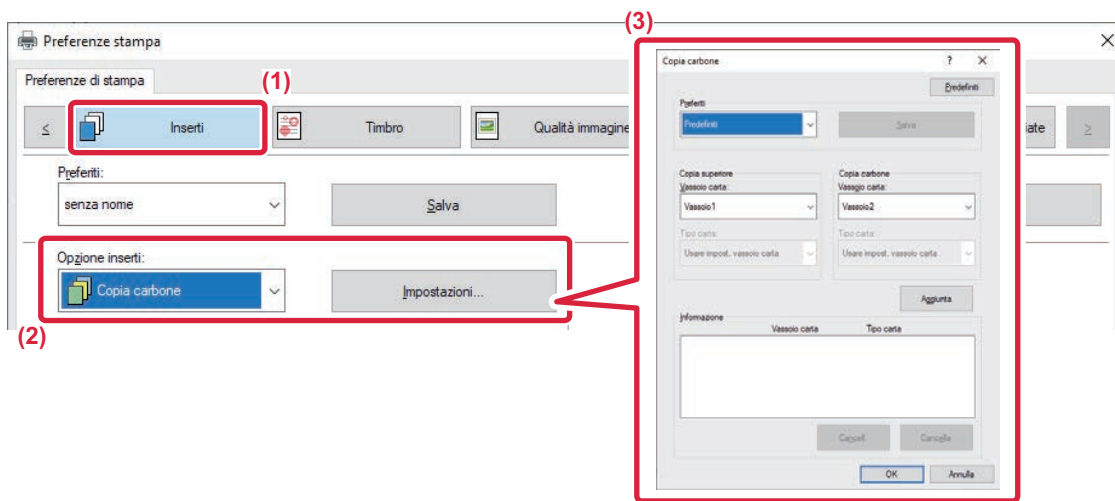 (3)
Preferenze stampa
Preferenze di stampa
(1)
≤
Inserti
Timbro
Qualità immagine
iate
≥
Preferiti:
senza nome
Salva
Opzione inserti:
Copia carbone
Impostazioni...
(2)
Copia carbone
?
Predefiniti
Preferiti
Predefiniti
Salva
Copia superiore
Copia carbone
Vassoio carta:
Vassoio carta:
Vassoio1
Vassoio2
Tipo carta:
Tipo carta:
Usare impost. vassoio carta
Usare impost. vassoio carta
Aggiunta
Informazione
Vassoio carta
Tipo carta
Cancell.
Cancella
OK
Annulla